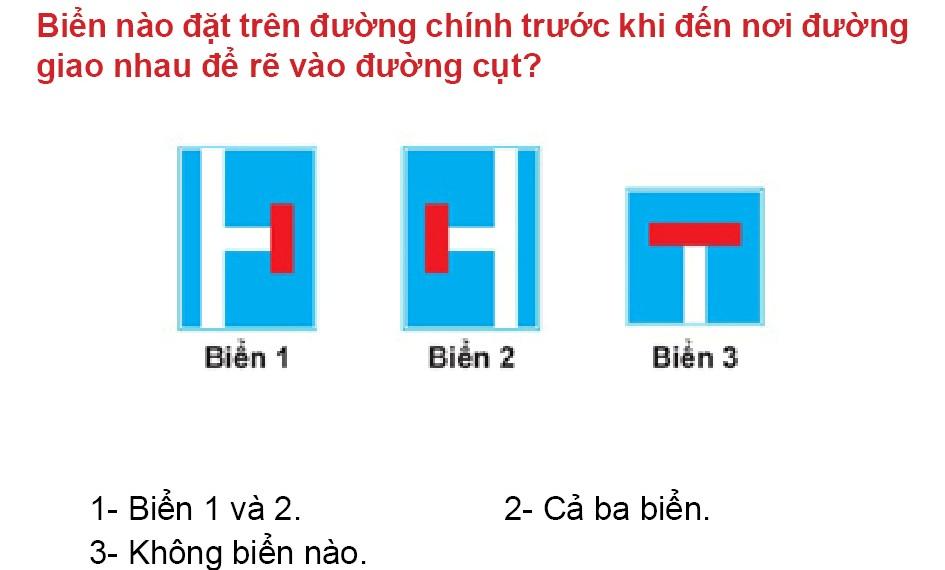 Biển nào đặt trên đường chính trước khi đến nơi đường
giao nhau để rẽ vào đường cụt?
Biển 1 Biển 2 Biển 3
1- Biển 1 và 2. 2- Cả ba biển.
3- Không biển nào.